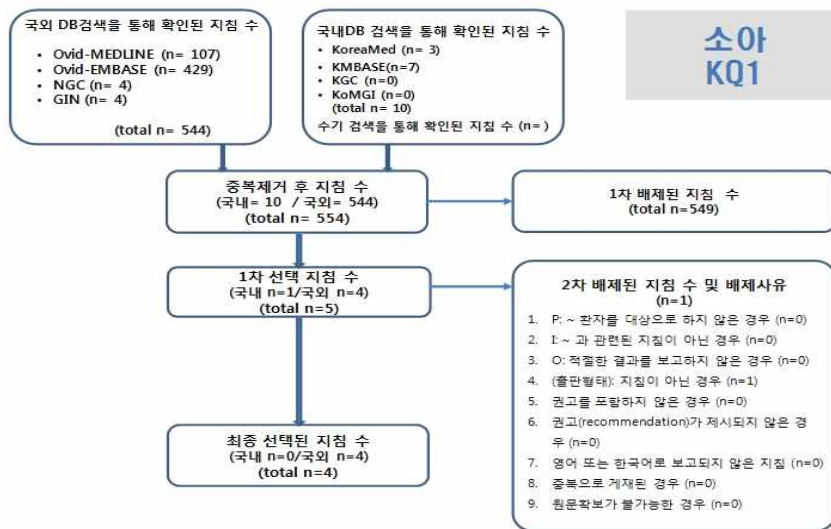 국외 DB검색을 통해 확인된 지침 수
• Ovid-MEDLINE (n= 107)
• Ovid-EMBASE (n= 429)
• NGC (n= 4)
• GIN (n= 4)
(total n= 544)
국내DB 검색을 통해 확인된 지침 수
• KoreaMed (n= 3)
• KMBASE(n=7)
• KGC (n=0)
• KoMGI (n=0)
(total n= 10)
수기 검색을 통해 확인된 지침 수 (n= )
소아
KQ1
중복제거 후 지침 수
(국내= 10 / 국외= 544)
(total n= 554)
1차 배제된 지침 수
(total n=549)
1차 선택 지침 수
(국내 n=1/국외 n=4)
(total n=5)
2차 배제된 지침 수 및 배제사유
(n=1)
1. P: ~ 환자를 대상으로 하지 않은 경우 (n=0)
2. I: ~ 과 관련된 지침이 아닌 경우 (n=0)
3. O: 적절한 결과를 보고하지 않은 경우 (n=0)
4. (출판형태): 지침이 아닌 경우 (n=1)
5. 권고를 포함하지 않은 경우 (n=0)
6. 권고(recommendation)가 제시되지 않은 경
우 (n=0)
7. 영어 또는 한국어로 보고되지 않은 지침 (n=0)
8. 중복으로 게재된 경우 (n=0)
9. 원문확보가 불가능한 경우 (n=0)
최종 선택된 지침 수
(국내 n=0/국외 n=4)
(total n=4)